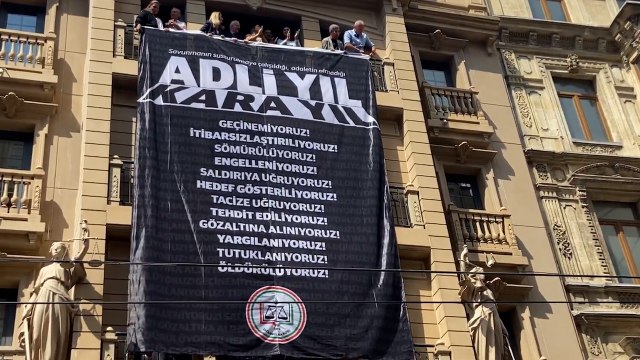 Savunmanın susturulmaya çalışıldığı, adaletin olmadığı
ADLİ YIL
KARA YIL
GEÇİNEMİYORUZ!
İTİBARSIZLAŞTIRILIYORUZ!
SÖMÜRÜLÜYORUZ!
ENGELLENİYORUZ!
SALDIRIYA UĞRUYORUZ!
HEDEF GÖSTERİLİYORUZ!
TACİZE UĞRUYORUZ!
TEHDİT EDİLİYORUZ!
GÖZALTINA ALINIYORUZ!
YARGILANIYORUZ!
TUTUKLANIYORUZ!
ÖLDÜRÜLÜYORUZ!